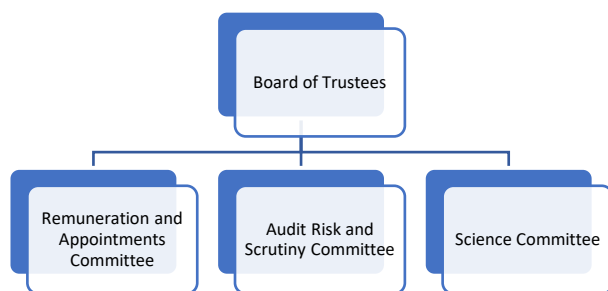 Board of Trustees
Remuneration and
Appointments
Committee
Audit Risk and
Scrutiny Committee
Science Committee